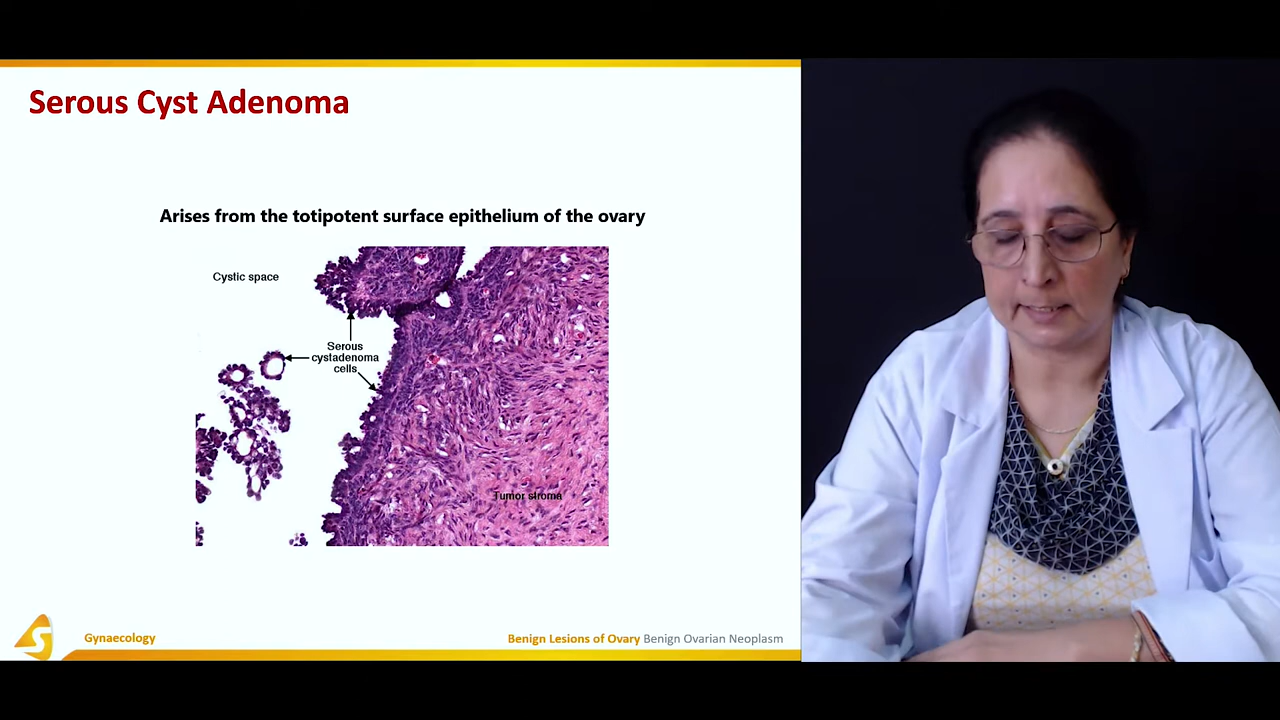 Serous Cyst Adenoma
Arises from the totipotent surface epithelium of the ovary
Cystic space
Serous
cystadenoma
cells
Tumor stroma
S
Gynaecology
Benign Lesions of Ovary Benign Ovarian Neoplasm